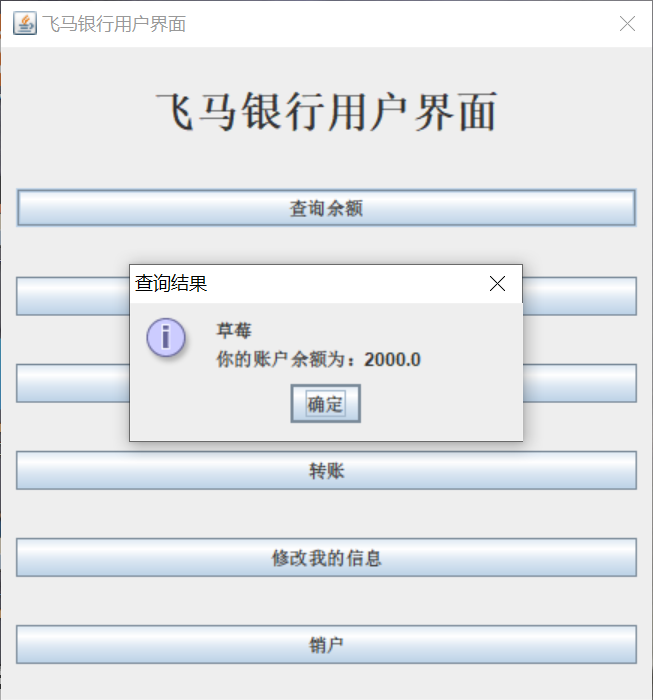 飞马银行用户界面
飞马银行用户界面
查询余额
查询结果
草莓
你的账户余额为：2000.0
确定
转账
修改我的信息
销户